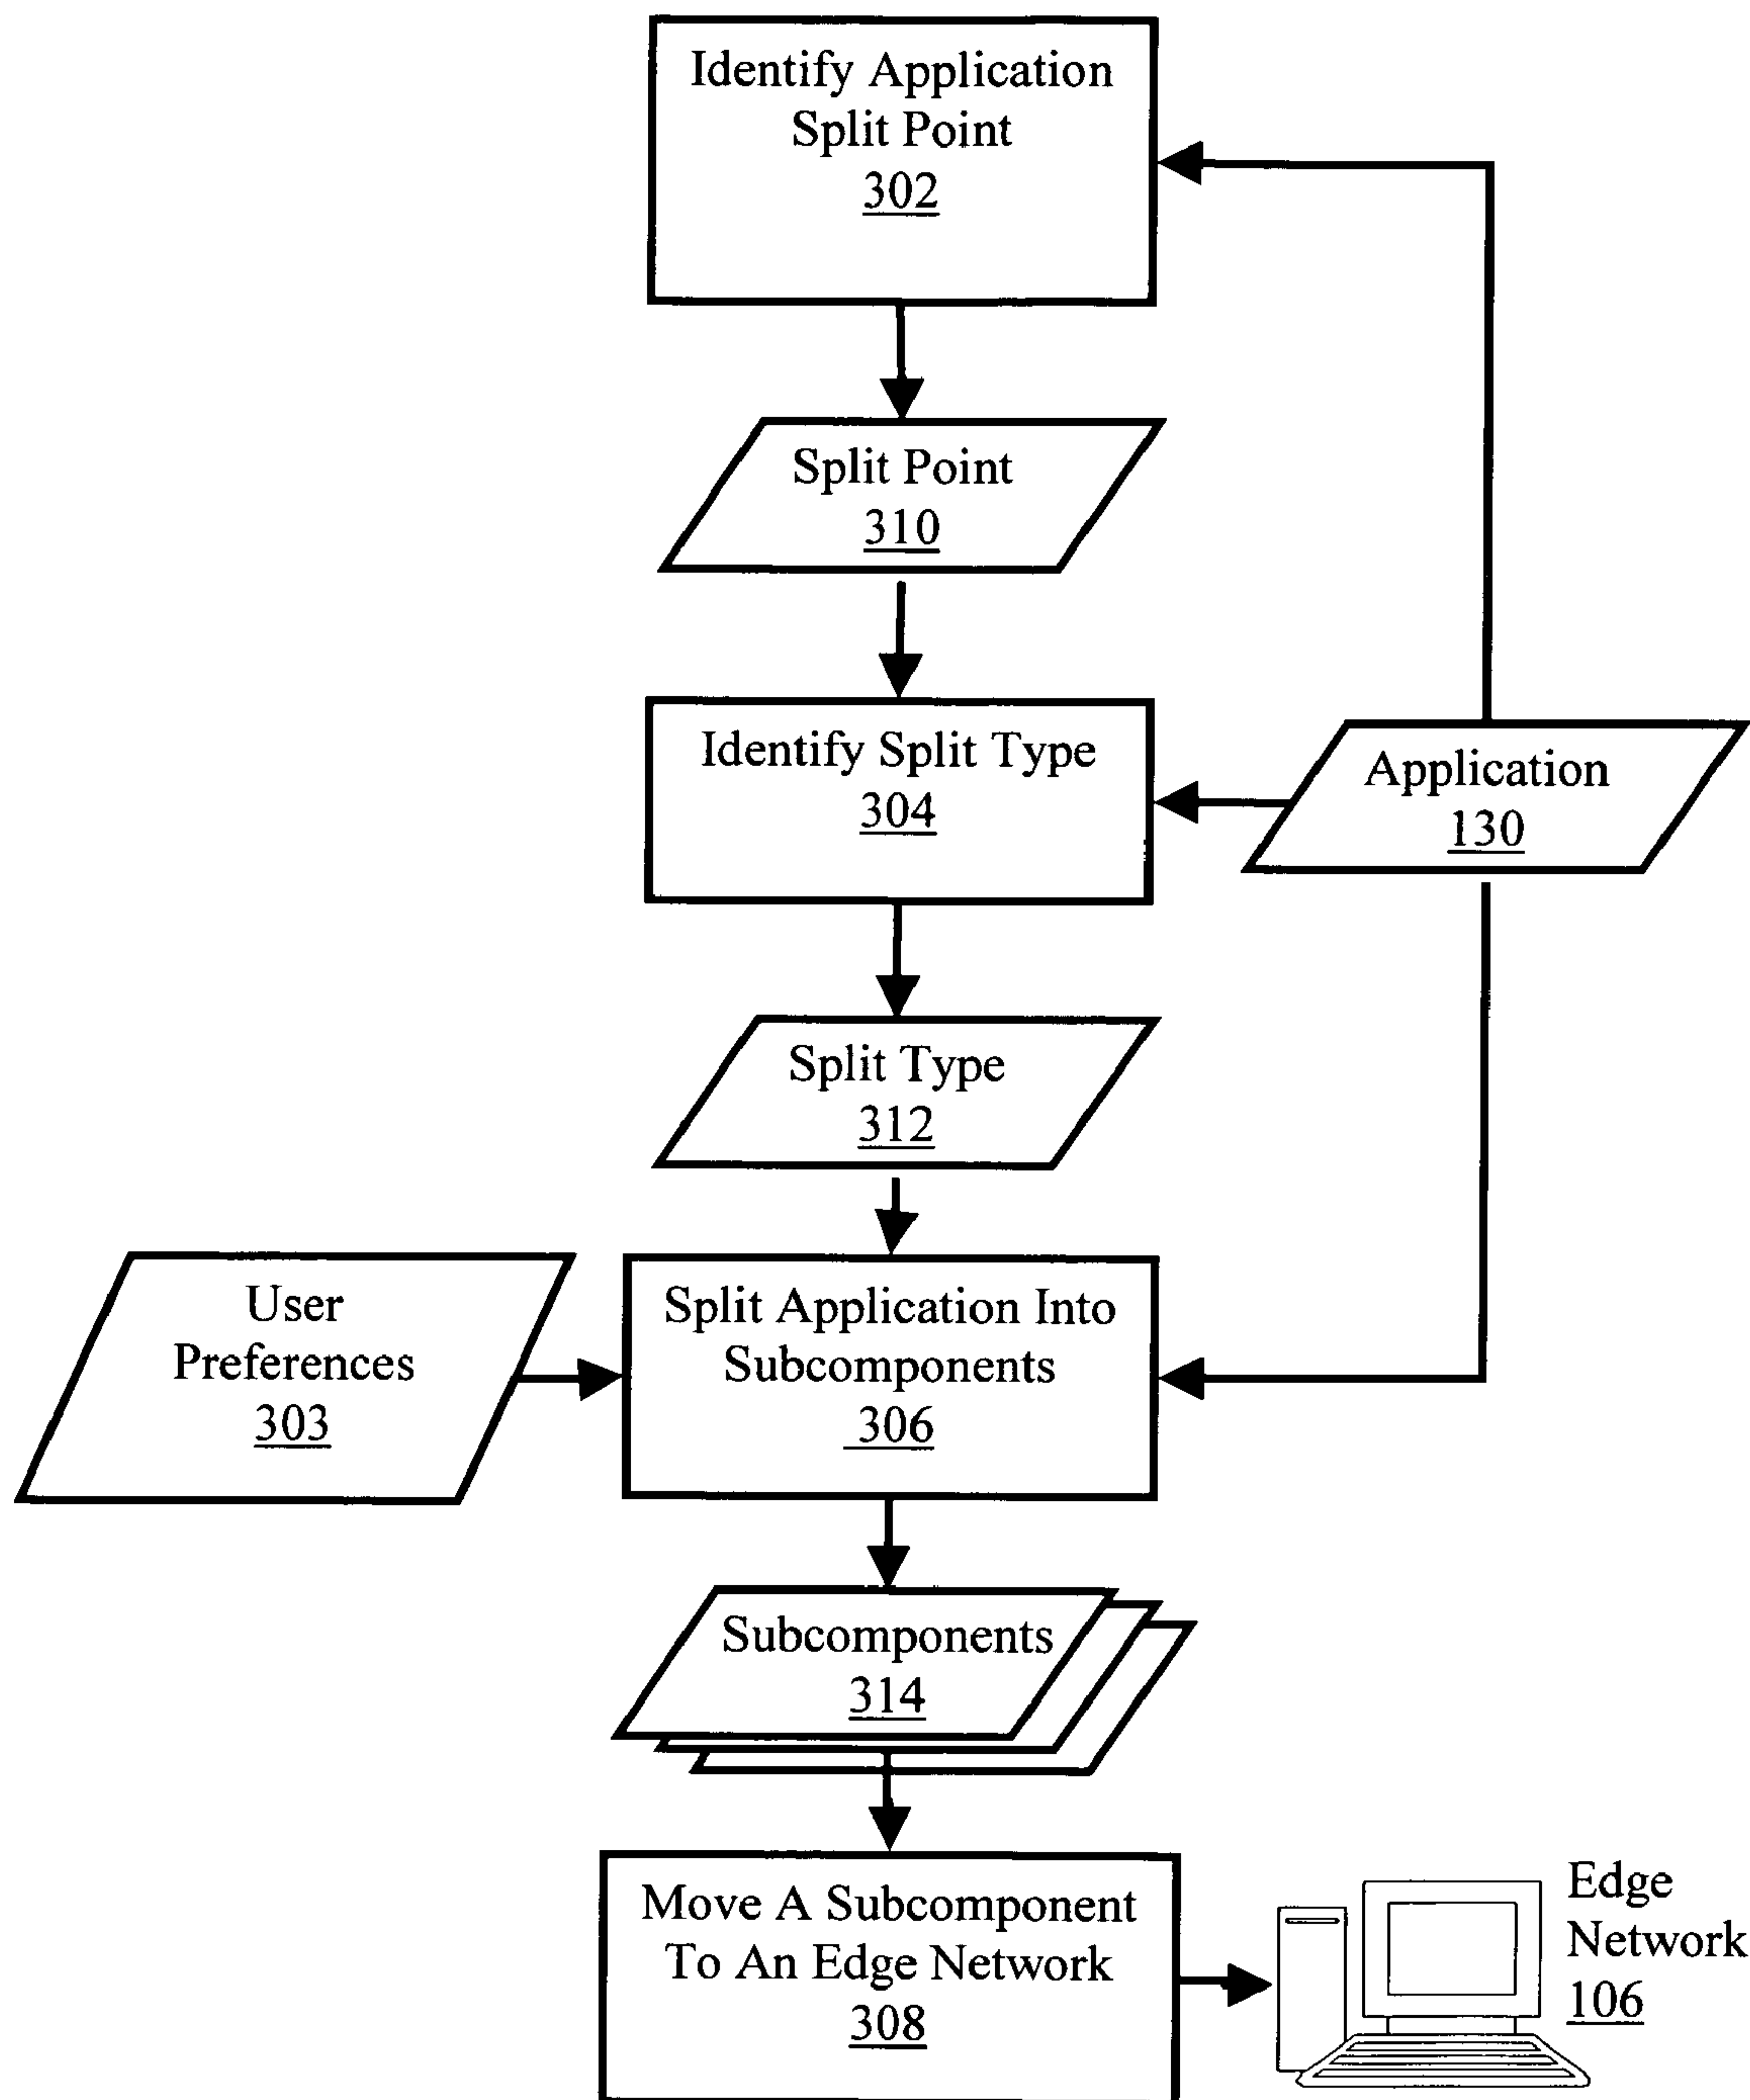 Identify Application
Split Point
302
Split Point
310
Identify Split Type
304
Application
130
Split Type
312
User
Preferences
303
Split Application Into
Subcomponents
306
Subcomponents
314
Move A Subcomponent
To An Edge Network
308
Edge
Network
106